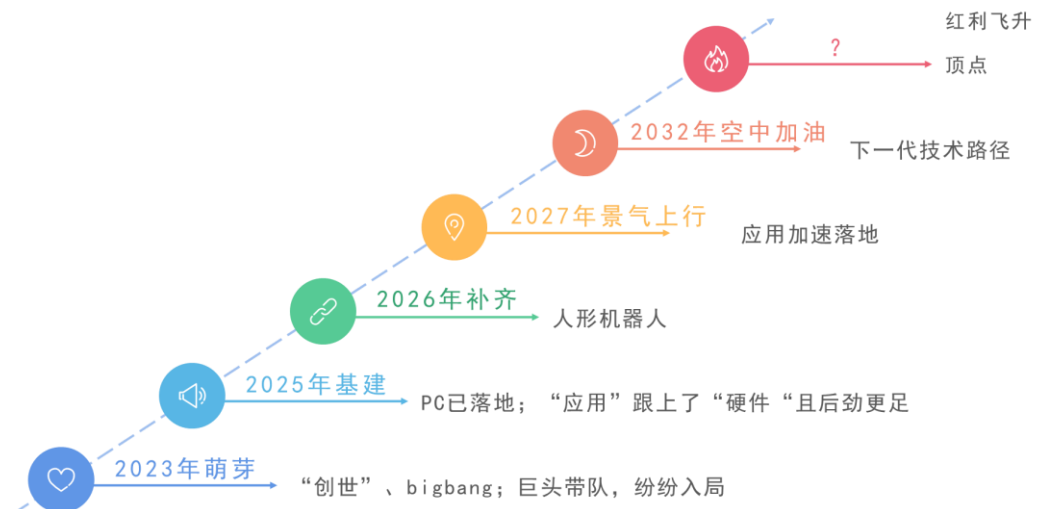 红利飞升
?
顶点
2032年空中加油
下一代技术路径
2027年景气上行
应用加速落地
2026年补齐
人形机器人
2025年基建
PC已落地;“应用”跟上了“硬件“且后劲更足
2023年萌芽
“创世”、bigbang;巨头带队,纷纷入局